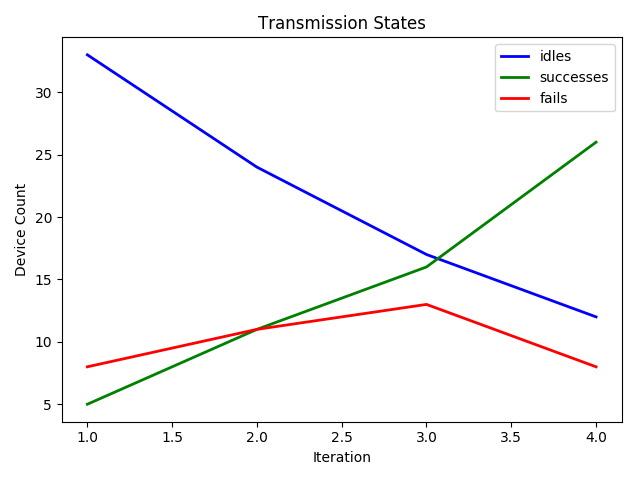 Transmission States
idles
successes
fails
Device Count
30
25
20
15
10
5
1.0 1.5 2.0 2.5 3.0 3.5 4.0
Iteration